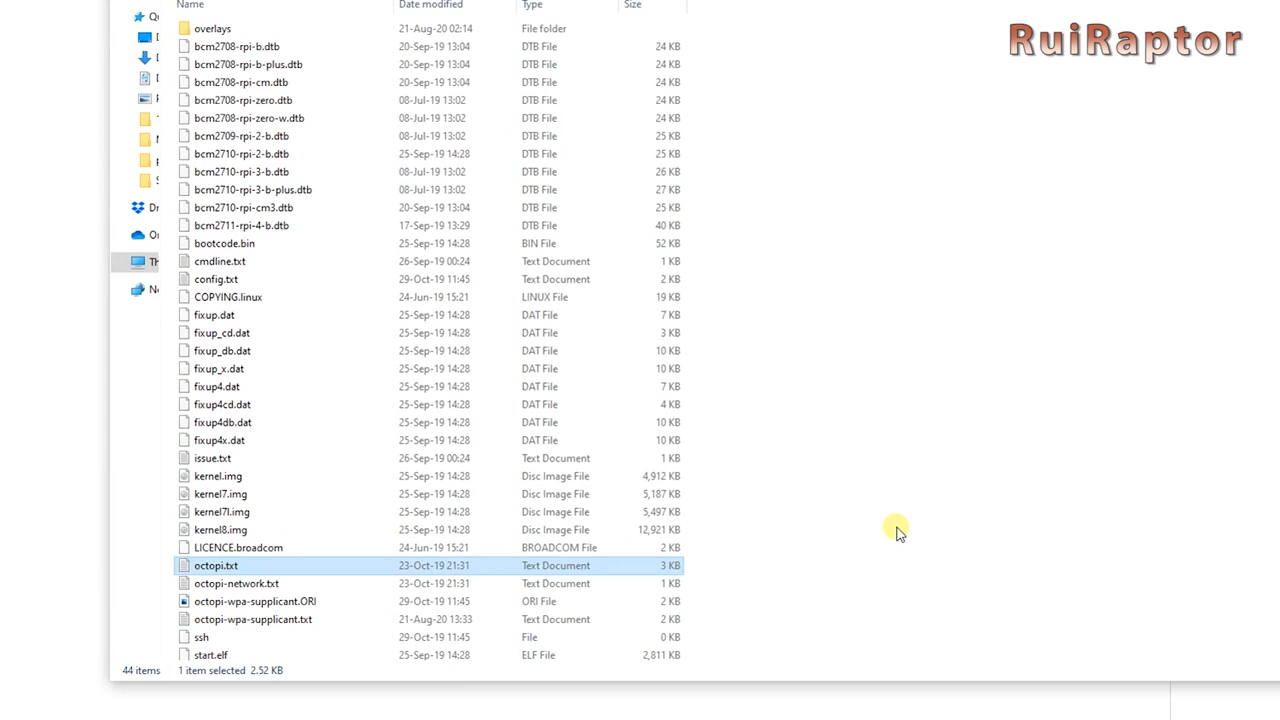 Name Date modified Type Size
RuiRaptor
overlays 21-Aug-20 02:14 File folder
bcm2708-rpi-b.dtb 20-Sep-19 13:04 DTB File 24 KB
bcm2708-rpi-b-plus.dtb 20-Sep-19 13:04 DTB File 24 KB
bcm2708-rpi-cm.dtb 20-Sep-19 13:04 DTB File 24 KB
bcm2708-rpi-zero.dtb 08-Jul-19 13:02 DTB File 24 KB
bcm2708-rpi-zero-w.dtb 08-Jul-19 13:02 DTB File 24 KB
bcm2709-rpi-2-b.dtb 08-Jul-19 13:02 DTB File 25 KB
bcm2710-rpi-2-b.dtb 25-Sep-19 14:28 DTB File 25 KB
bcm2710-rpi-3-b.dtb 08-Jul-19 13:02 DTB File 26 KB
bcm2710-rpi-3-b-plus.dtb 08-Jul-19 13:02 DTB File 27 KB
bcm2710-rpi-cm3.dtb 20-Sep-19 13:04 DTB File 25 KB
bcm2711-rpi-4-b.dtb 17-Sep-19 13:29 DTB File 40 KB
bootcode.bin 25-Sep-19 14:28 BIN File 52 KB
cmdline.txt 26-Sep-19 00:24 Text Document 1 KB
config.txt 29-Oct-19 11:45 Text Document 2 KB
COPYING.linux 24-Jun-19 15:21 LINUX File 19 KB
fixup.dat 25-Sep-19 14:28 DAT File 7 KB
fixup_cd.dat 25-Sep-19 14:28 DAT File 3 KB
fixup_db.dat 25-Sep-19 14:28 DAT File 10 KB
fixup_x.dat 25-Sep-19 14:28 DAT File 10 KB
fixup4.dat 25-Sep-19 14:28 DAT File 7 KB
fixup4cd.dat 25-Sep-19 14:28 DAT File 4 KB
fixup4db.dat 25-Sep-19 14:28 DAT File 10 KB
fixup4x.dat 25-Sep-19 14:28 DAT File 10 KB
issue.txt 26-Sep-19 00:24 Text Document 1 KB
kernel.img 25-Sep-19 14:28 Disc Image File 4,912 KB
kernel7.img 25-Sep-19 14:28 Disc Image File 5,187 KB
kernel7l.img 25-Sep-19 14:28 Disc Image File 5,497 KB
kernel8.img 25-Sep-19 14:28 Disc Image File 12,921 KB
LICENCE.broadcom 24-Jun-19 15:21 BROADCOM File 2 KB
octopi.txt 23-Oct-19 21:31 Text Document 3 KB
octopi-network.txt 23-Oct-19 21:31 Text Document 1 KB
octopi-wpa-supplicant.ORI 29-Oct-19 11:45 ORI File 2 KB
octopi-wpa-supplicant.txt 21-Aug-20 13:33 Text Document 2 KB
ssh 29-Oct-19 11:45 File 0 KB
start.elf 25-Sep-19 14:28 ELF File 2,811 KB
44 items 1 item selected 2.52 KB